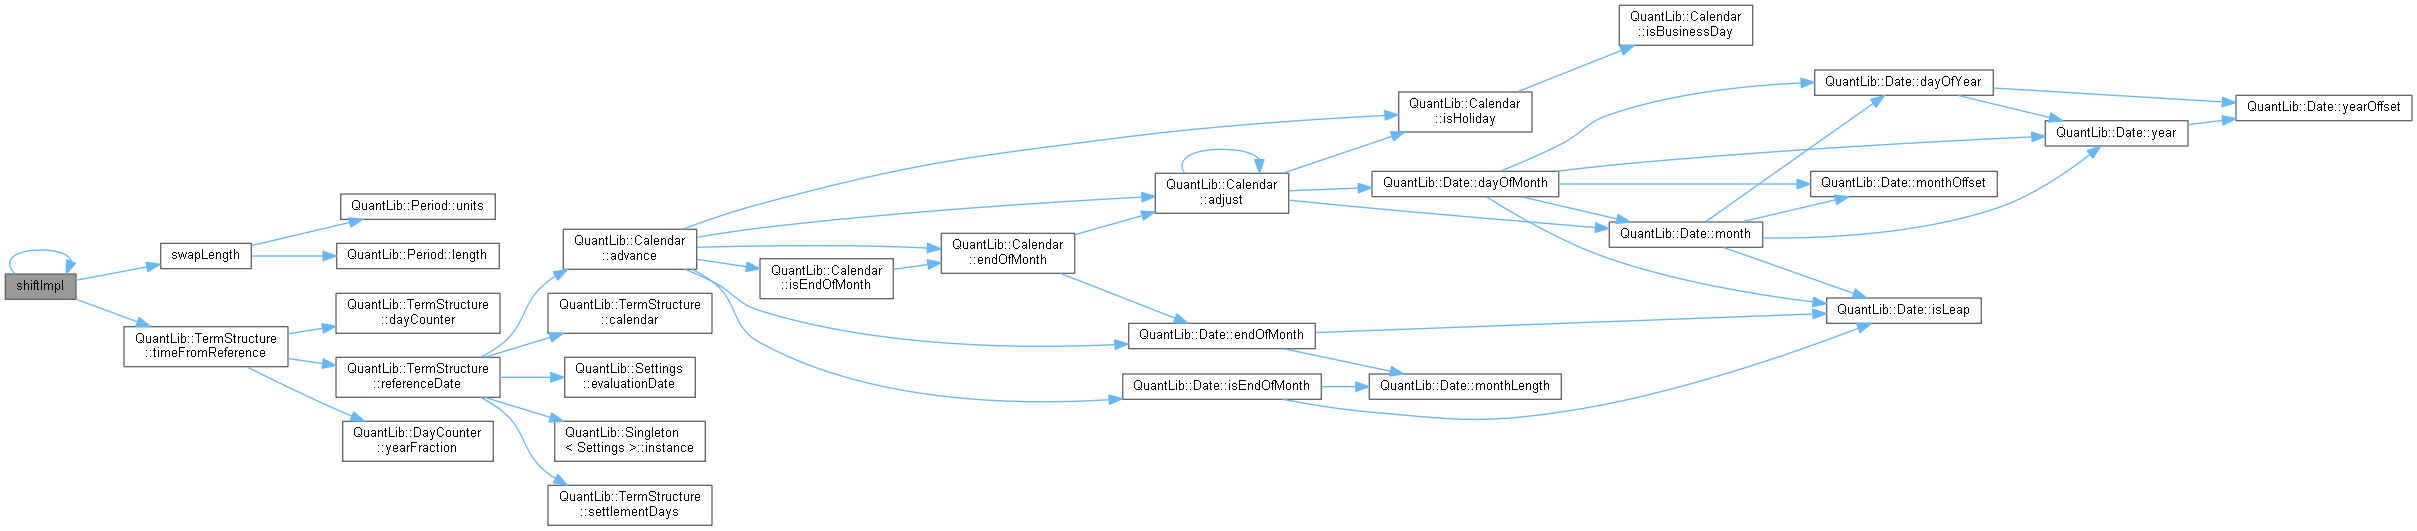 shiftImpl
swapLength
QuantLib::Period::units
QuantLib::Period::length
QuantLib::TermStructure
::timeFromReference
QuantLib::TermStructure
::dayCounter
QuantLib::TermStructure
::referenceDate
QuantLib::DayCounter
::yearFraction
QuantLib::Calendar
::advance
QuantLib::TermStructure
::calendar
QuantLib::Settings
::evaluationDate
QuantLib::Singleton
< Settings >::instance
QuantLib::TermStructure
::settlementDays
QuantLib::Calendar
::isEndOfMonth
QuantLib::Calendar
::endOfMonth
QuantLib::Calendar
::adjust
QuantLib::Date::endOfMonth
QuantLib::Date::isEndOfMonth
QuantLib::Calendar
::isHoliday
QuantLib::Calendar
::isBusinessDay
QuantLib::Date::dayOfMonth
QuantLib::Date::monthLength
QuantLib::Date::month
QuantLib::Date::dayOfYear
QuantLib::Date::monthOffset
QuantLib::Date::isLeap
QuantLib::Date::year
QuantLib::Date::yearOffset